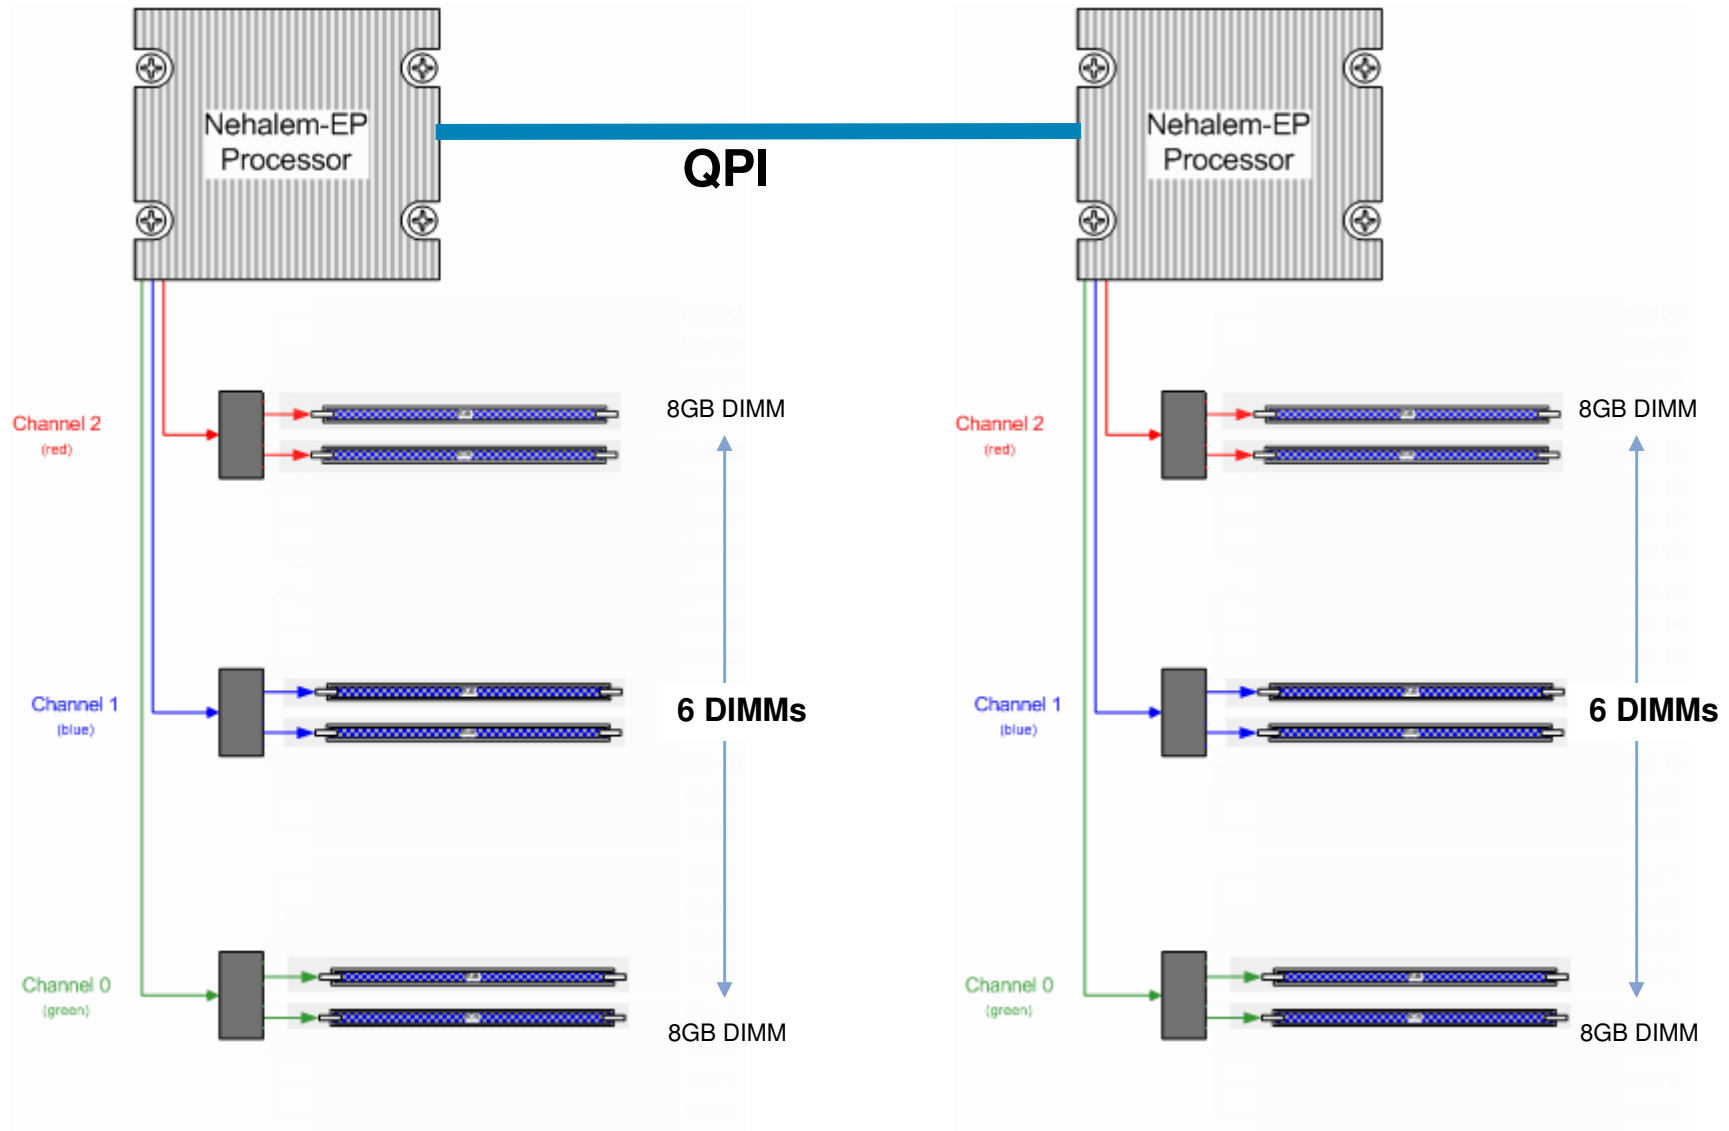 Nehalem-EP
Processor
QPI
Nehalem-EP
Processor
Channel 2
(red)
8GB DIMM
Channel 2
(red)
8GB DIMM
Channel 1
(blue)
6 DIMMs
Channel 1
(blue)
6 DIMMs
Channel 0
(green)
8GB DIMM
Channel 0
(green)
8GB DIMM